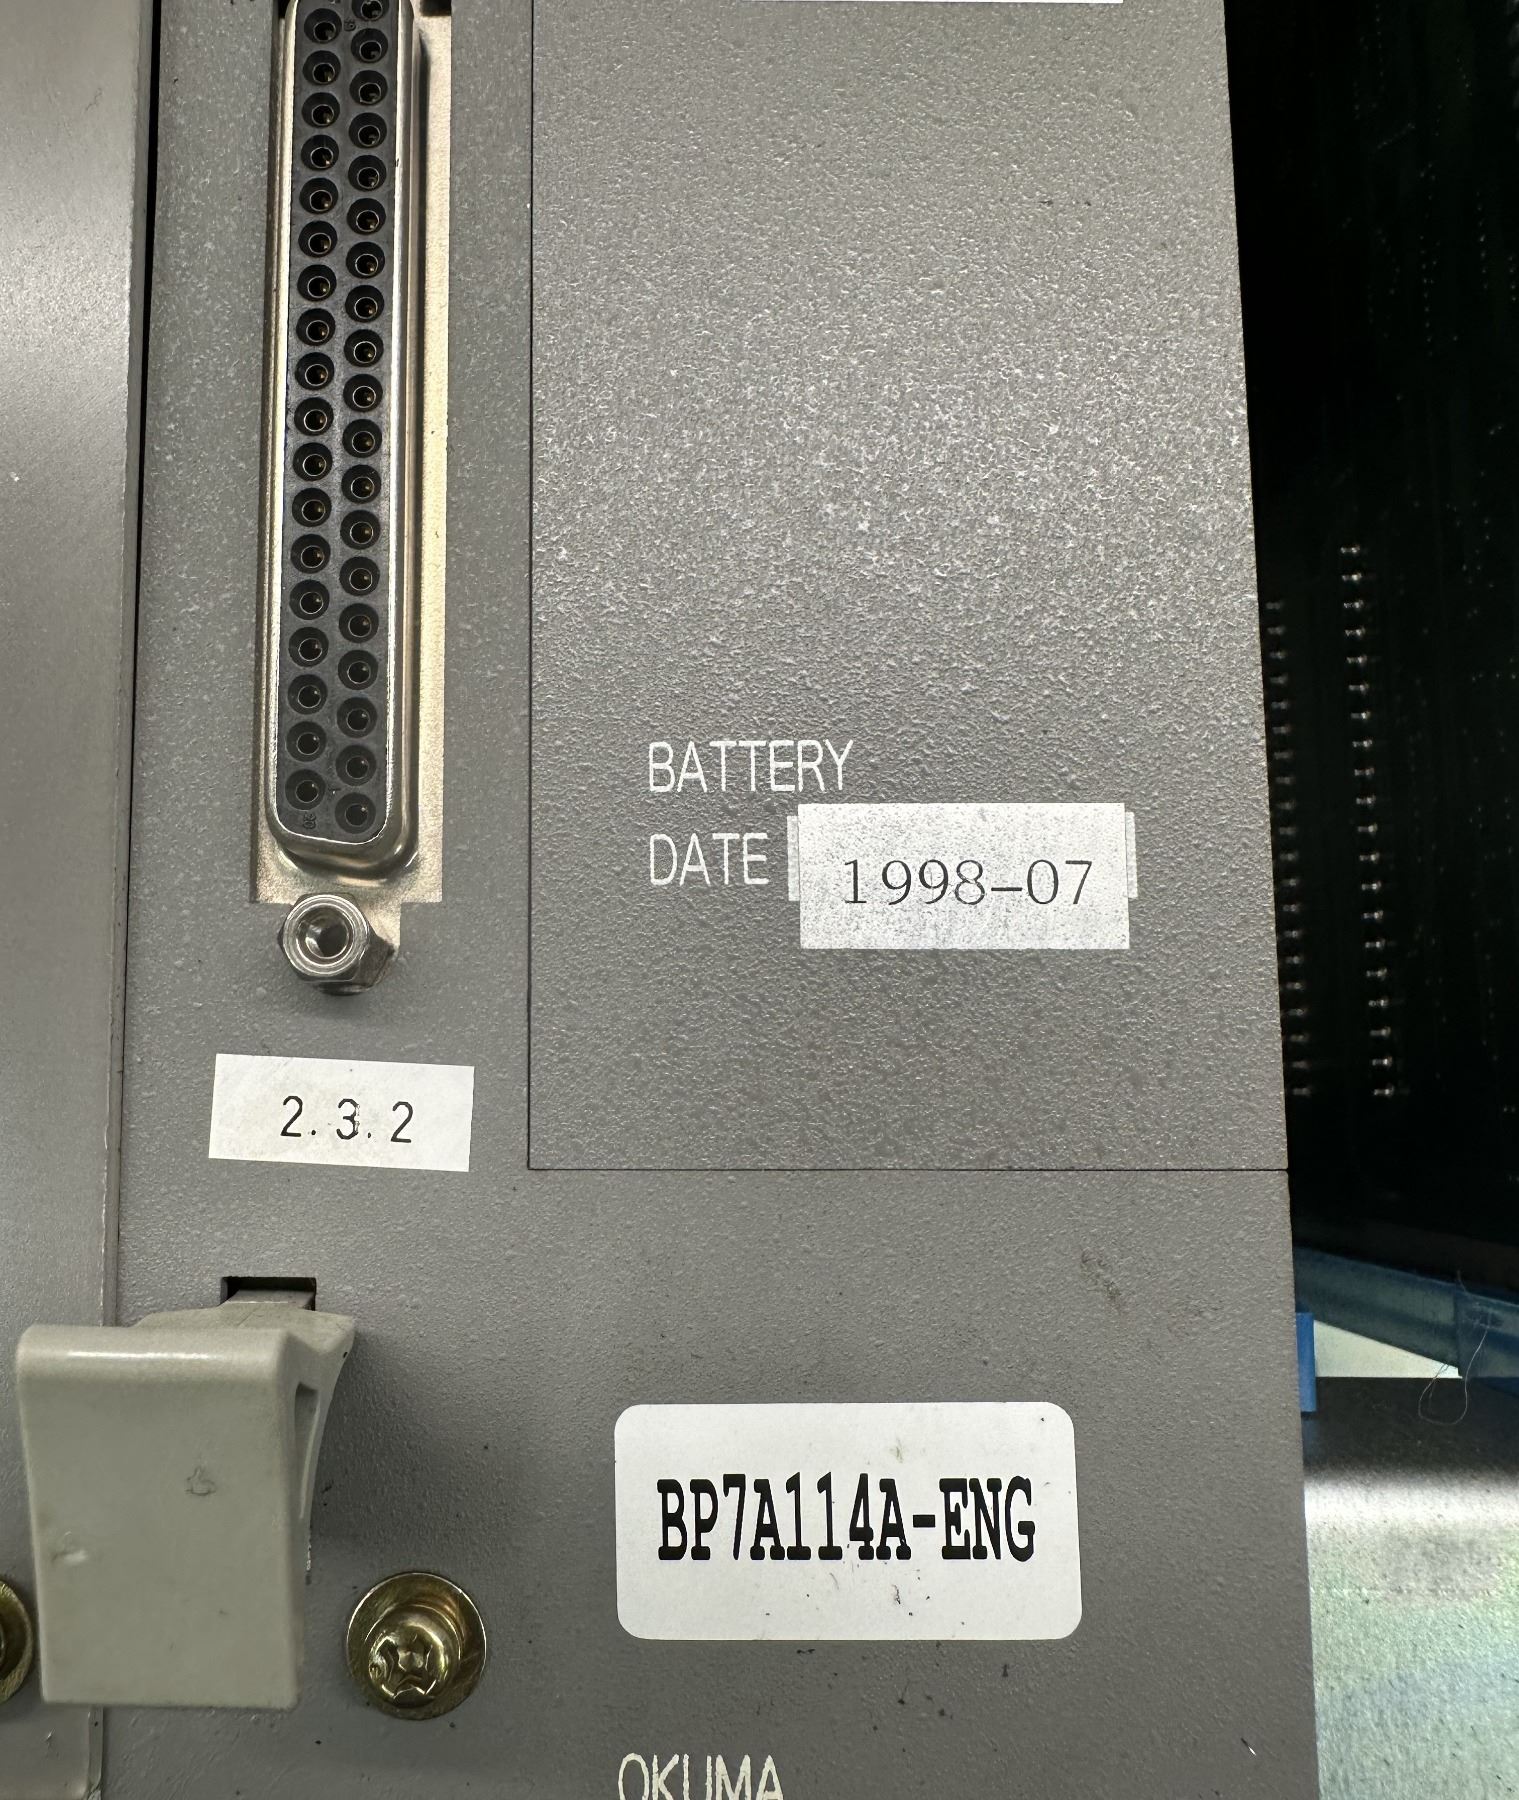 BATTERY
DATE 1998-07
2.3.2
BP7A114A-ENG
OKUMA